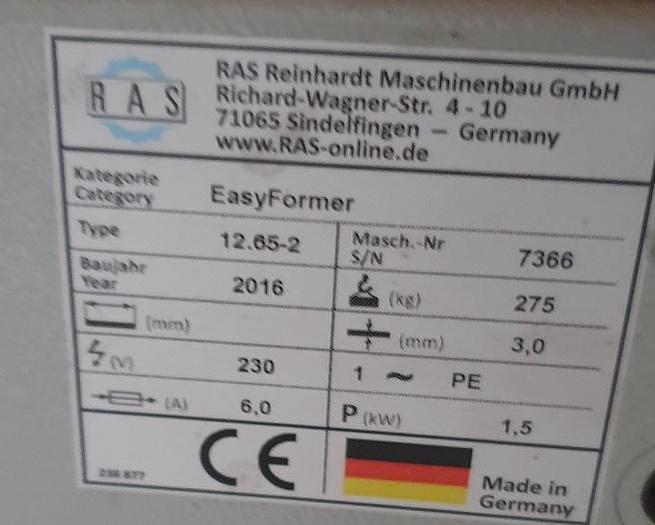 RAS
RAS Reinhardt Maschinenbau GmbH
Richard-Wagner-Str. 4 - 10
71065 Sindelfingen – Germany
www.RAS-online.de
Kategorie
Category
EasyFormer
Type
12.65-2
Masch.-Nr
S/N
7366
Baujahr
Year
2016
(kg)
275
(mm)
(mm)
3,0
(V)
230
1 ~ PE
(A)
6,0
P (kW)
1,5
238 877
CE
Made in
Germany